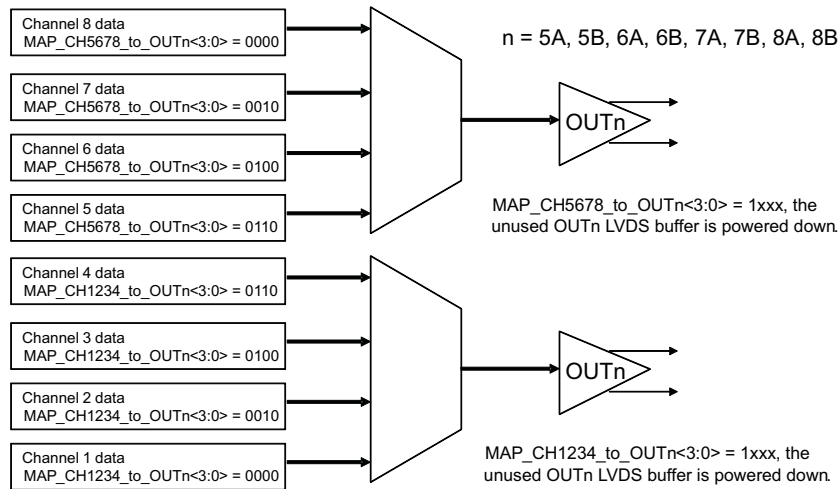 Channel 8 data
MAP_CH5678_to_OUTn<3:0> = 0000
n = 5A, 5B, 6A, 6B, 7A, 7B, 8A, 8B
Channel 7 data
MAP_CH5678_to_OUTn<3:0> = 0010
OUTn
Channel 6 data
MAP_CH5678_to_OUTn<3:0> = 0100
Channel 5 data
MAP_CH5678_to_OUTn<3:0> = 0110
MAP_CH5678_to_OUTn<3:0> = 1xxx, the
unused OUTn LVDS buffer is powered down.
Channel 4 data
MAP_CH1234_to_OUTn<3:0> = 0110
Channel 3 data
MAP_CH1234_to_OUTn<3:0> = 0100
OUTn
Channel 2 data
MAP_CH1234_to_OUTn<3:0> = 0010
Channel 1 data
MAP_CH1234_to_OUTn<3:0> = 0000
MAP_CH1234_to_OUTn<3:0> = 1xxx, the
unused OUTn LVDS buffer is powered down.